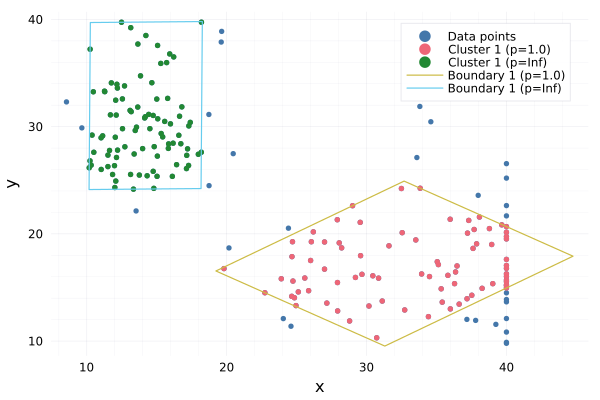 40
30
20
10
y
10
20
30
40
x
Data points
Cluster 1 (p=1.0)
Cluster 1 (p=Inf)
Boundary 1 (p=1.0)
Boundary 1 (p=Inf)